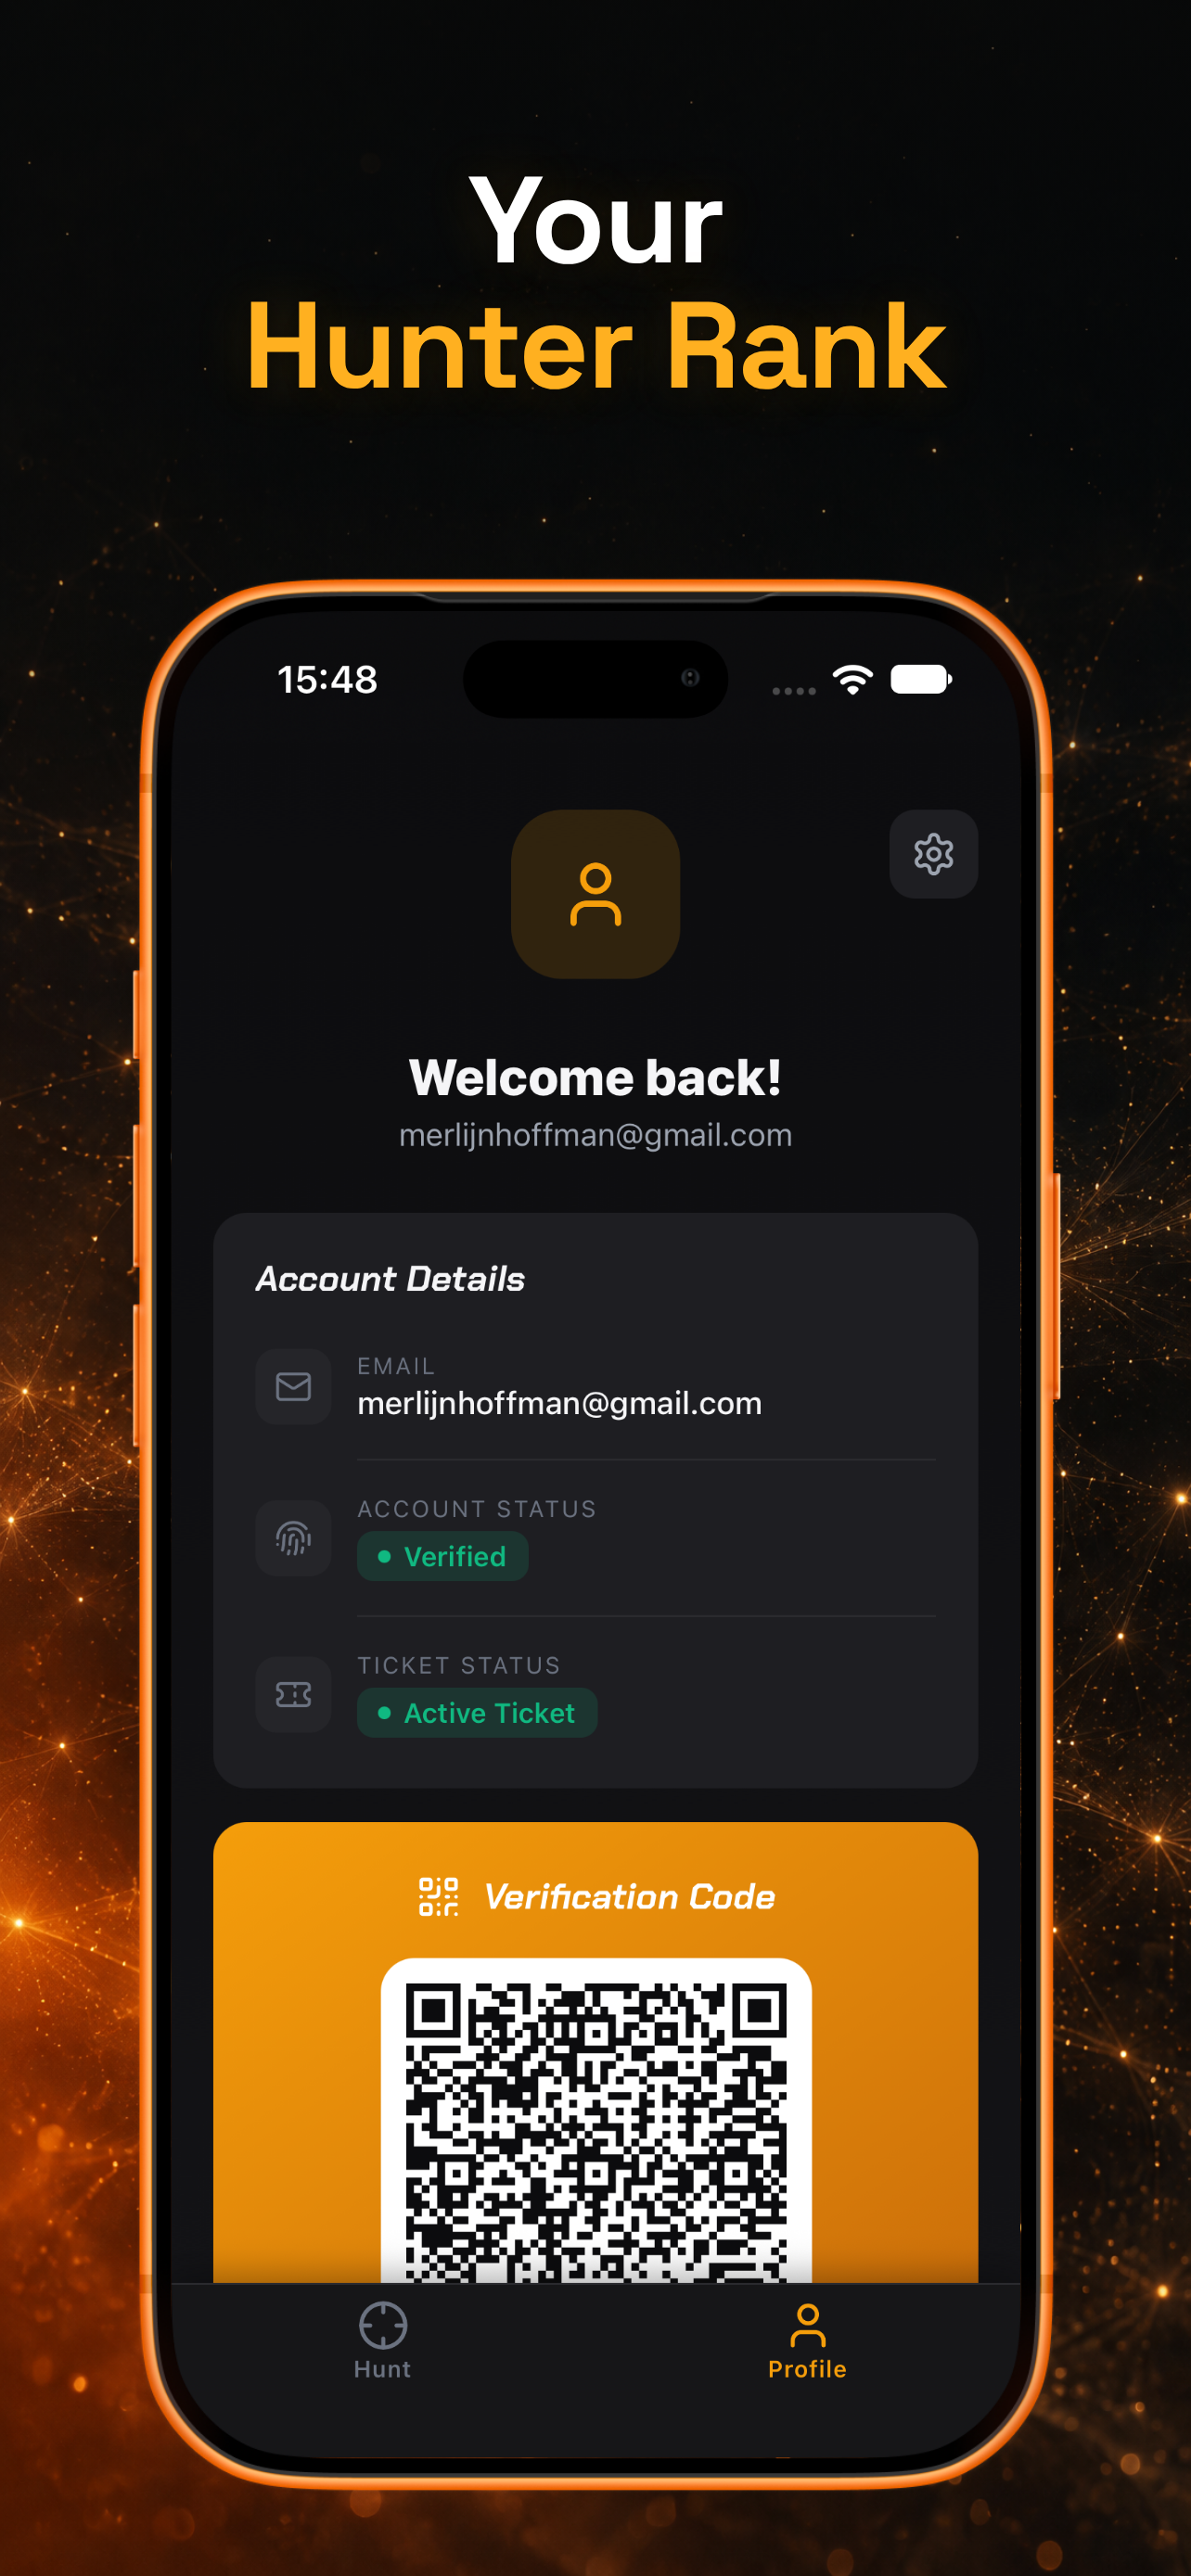 Your
Hunter Rank
15:48
Welcome back!
merlijnhoffman@gmail.com
Account Details
EMAIL
merlijnhoffman@gmail.com
ACCOUNT STATUS
Verified
TICKET STATUS
Active Ticket
Verification Code
Hunt
Profile